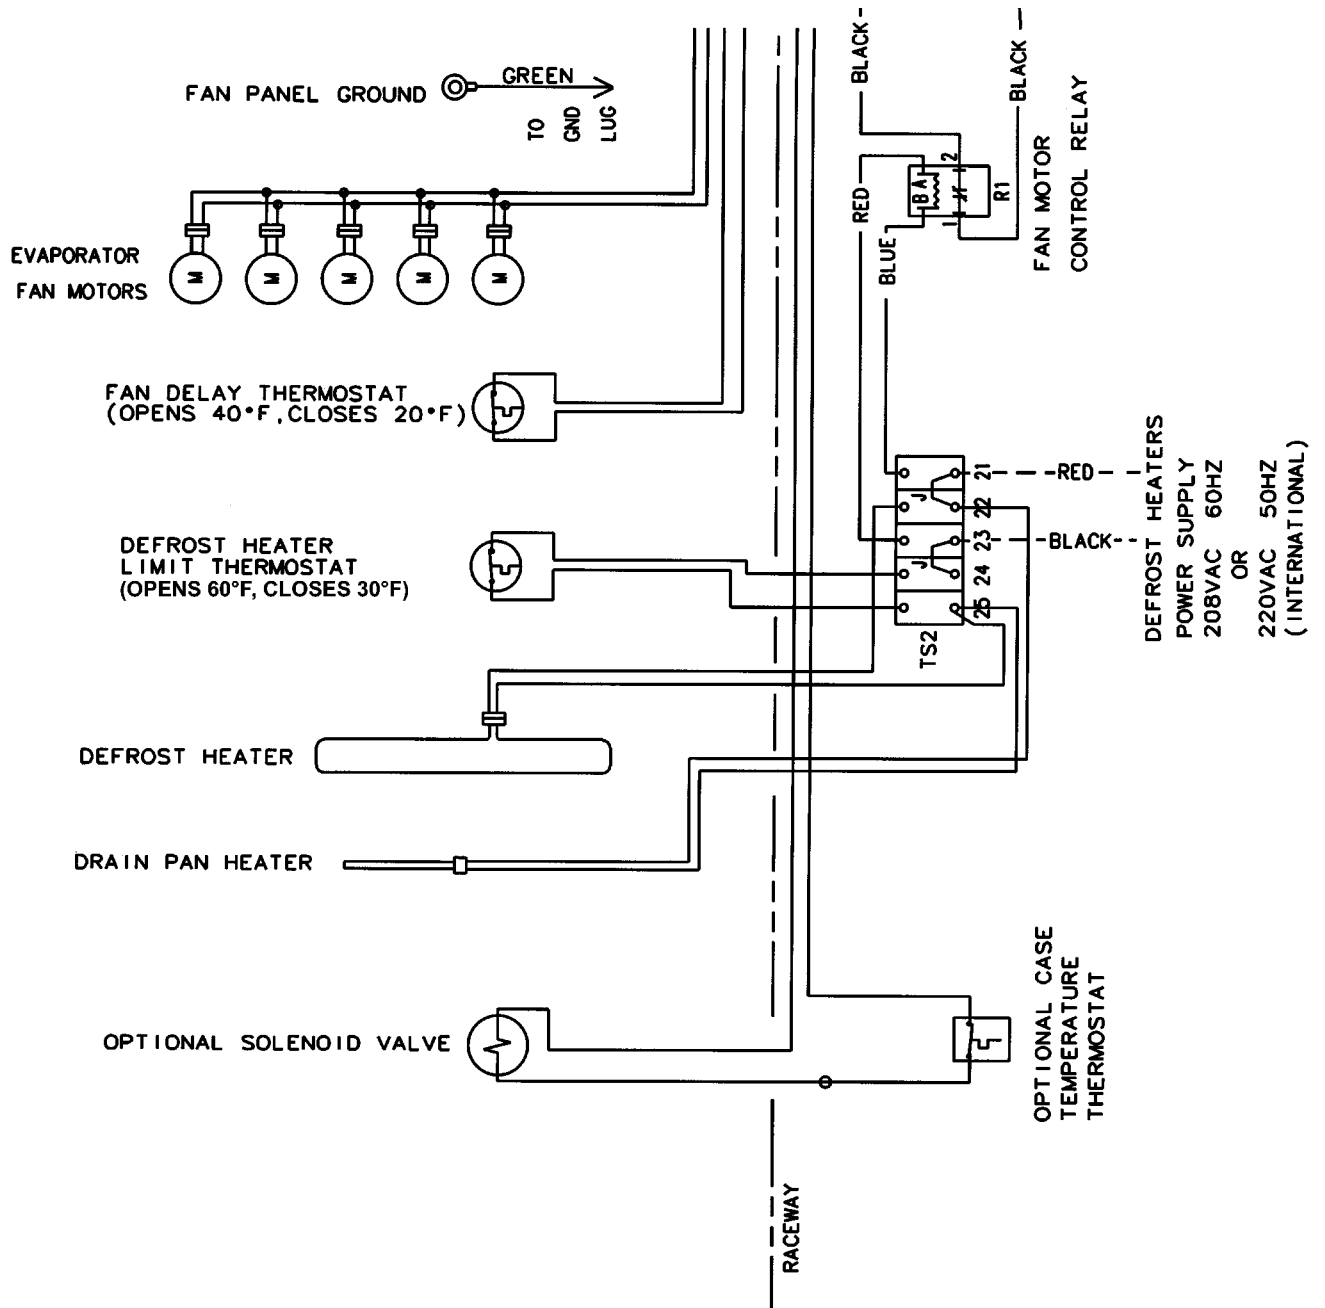 FAN PANEL GROUND
GREEN
TO
GND
LUG
BLACK
BLACK
EVAPORATOR
FAN MOTORS
M
M
M
M
M
RED
BLUE
B A
2
1
R1
FAN MOTOR
CONTROL RELAY
FAN DELAY THERMOSTAT
(OPENS 40°F, CLOSES 20°F)
DEFROST HEATER
LIMIT THERMOSTAT
(OPENS 60°F, CLOSES 30°F)
J
J
21
22
23
24
25
TS2
RED
BLACK
DEFROST HEATERS
POWER SUPPLY
208VAC 60HZ
OR
220VAC 50HZ
(INTERNATIONAL)
DEFROST HEATER
DRAIN PAN HEATER
OPTIONAL SOLENOID VALVE
OPTIONAL CASE
TEMPERATURE
THERMOSTAT
RACEWAY